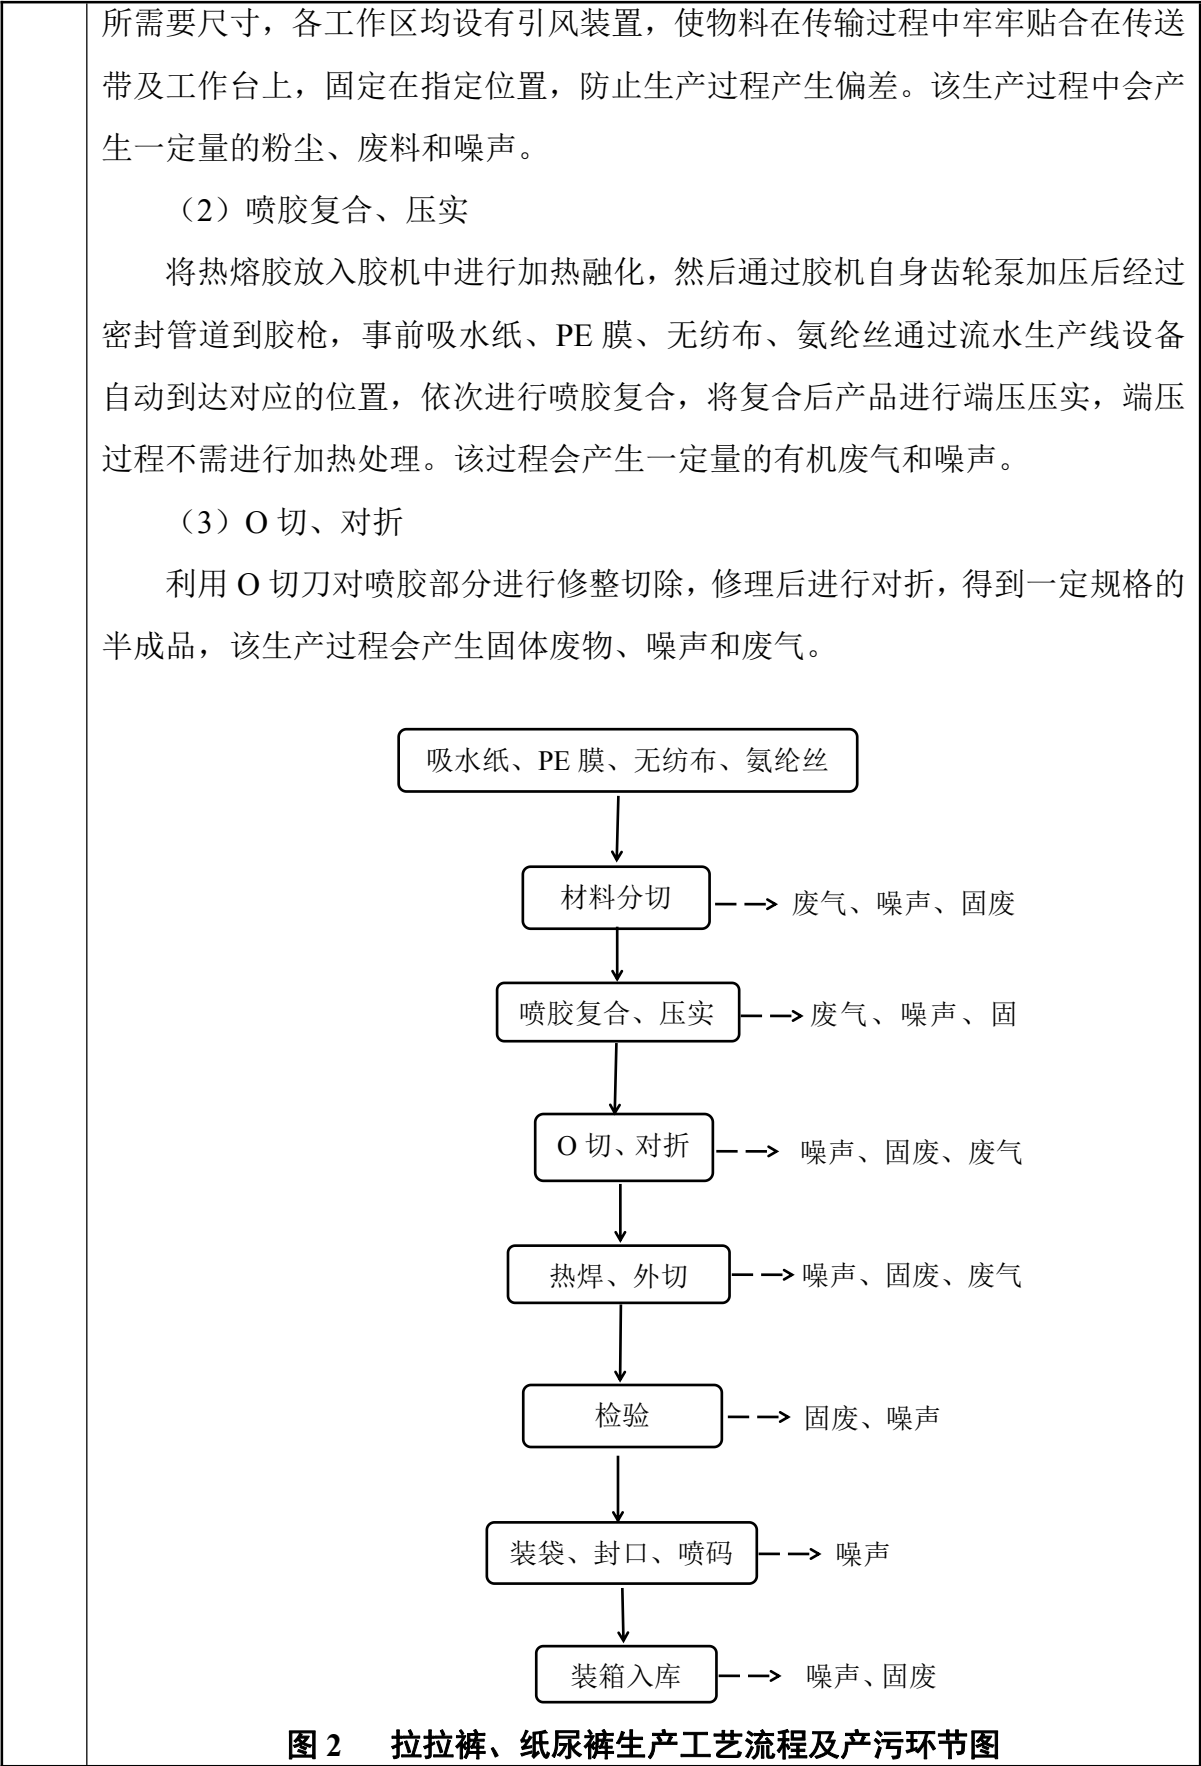 所需要尺寸，各工作区均设有引风装置，使物料在传输过程中牢牢贴合在传送
带及工作台上，固定在指定位置，防止生产过程产生偏差。该生产过程中会产
生一定量的粉尘、废料和噪声。
（2）喷胶复合、压实
将热熔胶放入胶机中进行加热融化，然后通过胶机自身齿轮泵加压后经过
密封管道到胶枪，事前吸水纸、PE 膜、无纺布、氨纶丝通过流水生产线设备
自动到达对应的位置，依次进行喷胶复合，将复合后产品进行端压压实，端压
过程不需进行加热处理。该过程会产生一定量的有机废气和噪声。
（3）O 切、对折
利用 O 切刀对喷胶部分进行修整切除，修理后进行对折，得到一定规格的
半成品，该生产过程会产生固体废物、噪声和废气。
吸水纸、PE 膜、无纺布、氨纶丝
材料分切
废气、噪声、固废
喷胶复合、压实
废气、噪声、固
O 切、对折
噪声、固废、废气
热焊、外切
噪声、固废、废气
检验
固废、噪声
装袋、封口、喷码
噪声
装箱入库
噪声、固废
图 2 拉拉裤、纸尿裤生产工艺流程及产污环节图